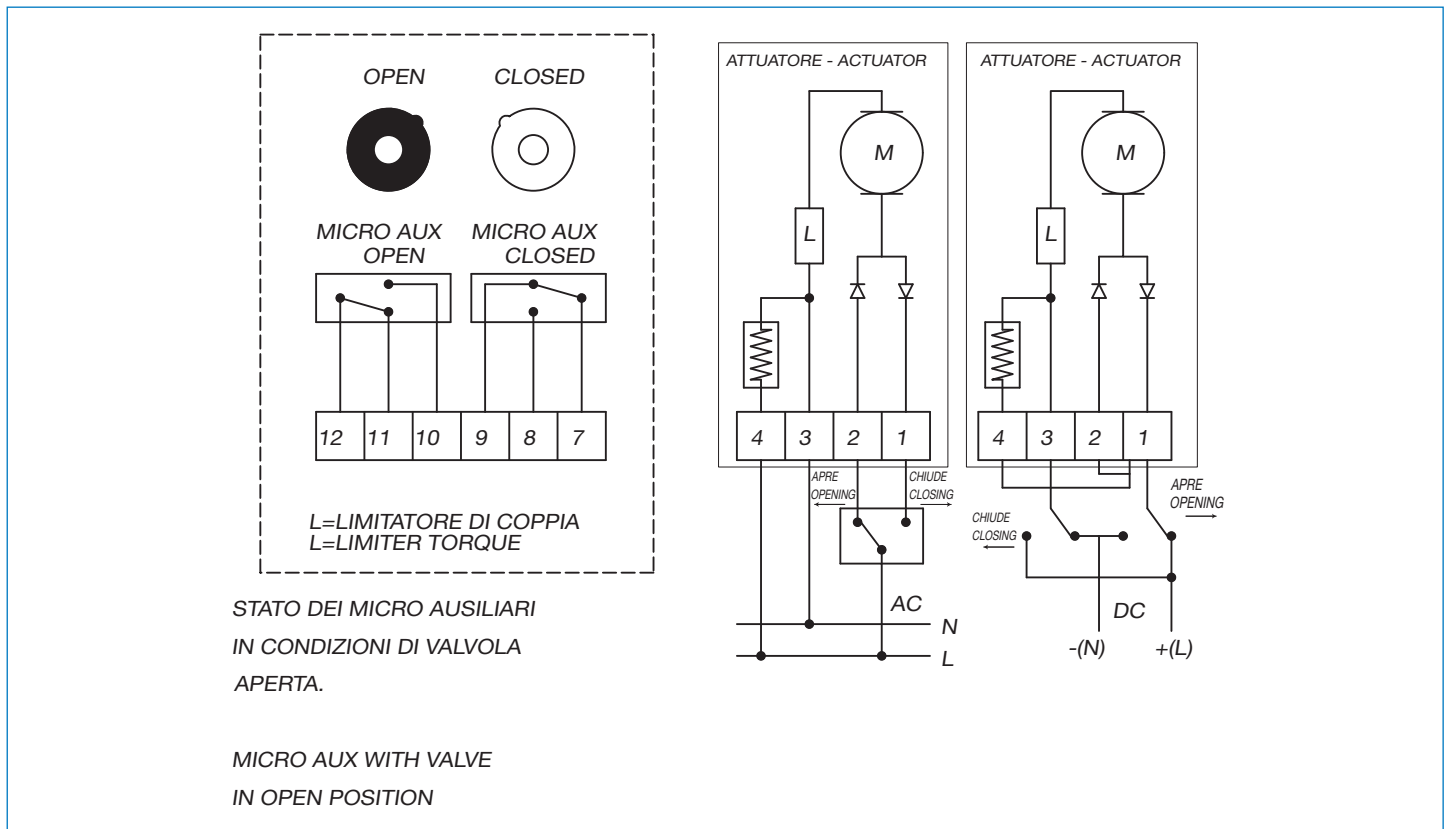 OPEN
CLOSED
MICRO AUX
OPEN
MICRO AUX
CLOSED
12 11 10 9 8 7
L=LIMITATORE DI COPPIA
L=LIMITER TORQUE
STATO DEI MICRO AUSILIARI
IN CONDIZIONI DI VALVOLA
APERTA.
MICRO AUX WITH VALVE
IN OPEN POSITION
ATTUATORE - ACTUATOR
M
L
4 3 2 1
APRE
OPENING
CHIUDE
CLOSING
AC
N
L
ATTUATORE - ACTUATOR
M
L
4 3 2 1
APRE
OPENING
CHIUDE
CLOSING
DC
-(N)
+(L)